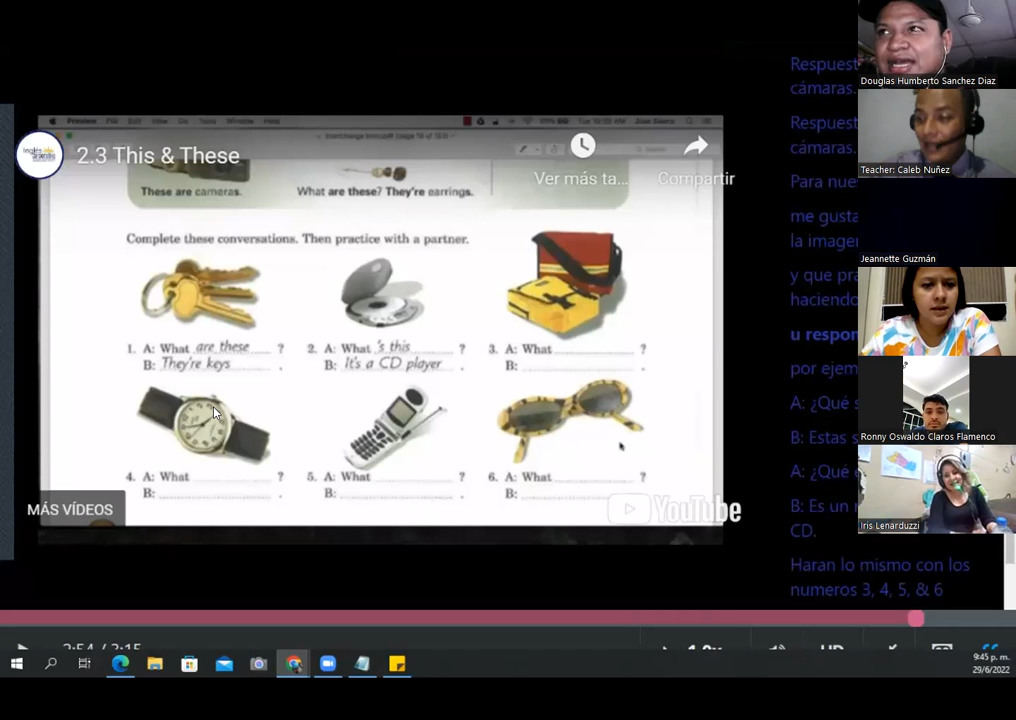 2.3 This & These
Ver más ta...
Compartir
These are cameras.
What are these? They're earrings.
Complete these conversations. Then practice with a partner.
1. A: What are these ?
B: They're keys .
2. A: What 's this ?
B: It's a CD player .
3. A: What ?
B: .
4. A: What ?
B: .
5. A: What ?
B: .
6. A: What ?
B:
MÁS VÍDEOS
YouTube
Respuest
cámaras.
Respuest
cámaras.
Para nue
me gusta
la image
y que pra
haciendo
u respon
por ejem
A: ¿Qué s
B: Estas s
A: ¿Qué
B: Es un
CD.
Haran lo mismo con los
numeros 3, 4, 5, & 6
Douglas Humberto Sanchez Diaz
Teacher: Caleb Nuñez
Jeannette Guzmán
Ronny Oswaldo Claros Flamenco
Iris Lenarduzzi
2:54 / 3:15
9:45 p. m.
29/6/2022